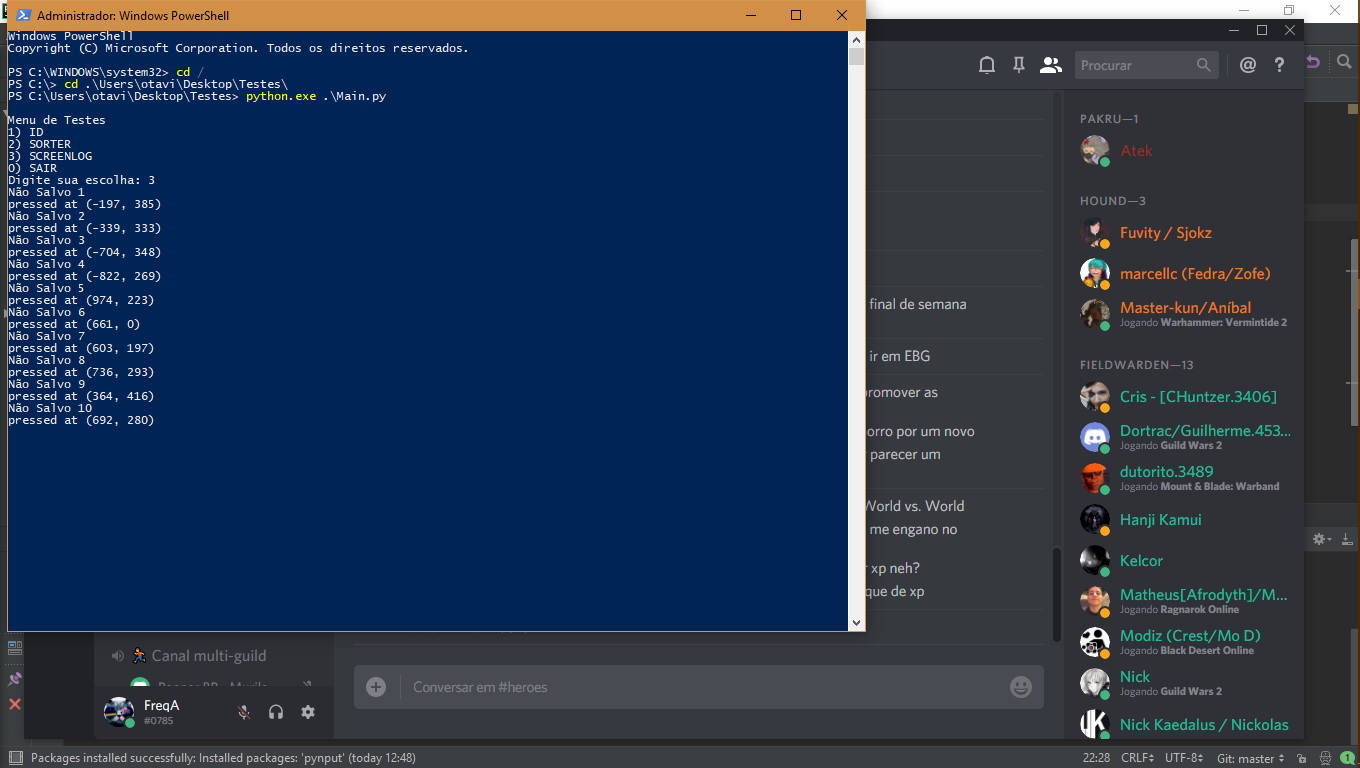 Administrador: Windows PowerShell
Windows PowerShell
Copyright (C) Microsoft Corporation. Todos os direitos reservados.
PS C:\WINDOWS\system32> cd /
PS C:\> cd .\Users\otavi\Desktop\Testes\
PS C:\Users\otavi\Desktop\Testes> python.exe .\Main.py
Menu de Testes
1) ID
2) SORTER
3) SCREENLOG
0) SAIR
Digite sua escolha: 3
Não Salvo 1
pressed at (-197, 385)
Não Salvo 2
pressed at (-339, 333)
Não Salvo 3
pressed at (-704, 348)
Não Salvo 4
pressed at (-822, 269)
Não Salvo 5
pressed at (974, 223)
Não Salvo 6
pressed at (661, 0)
Não Salvo 7
pressed at (603, 197)
Não Salvo 8
pressed at (736, 293)
Não Salvo 9
pressed at (364, 416)
Não Salvo 10
pressed at (692, 280)
Procurar
final de semana
ir em EBG
romover as
orro por um novo
parecer um
World vs. World
me engano no
xp neh?
que de xp
PAKRU—1
Atek
HOUND—3
Fuvity / Sjokz
marcellc (Fedra/Zofe)
Master-kun/Aníbal
Jogando Warhammer: Vermintide 2
FIELDWARDEN—13
Cris - [CHuntzer.3406]
Dortrac/Guilherme.453...
Jogando Guild Wars 2
dutorito.3489
Jogando Mount & Blade: Warband
Hanji Kamui
Kelcor
Matheus[Afrodyth]/M...
Jogando Ragnarok Online
Modiz (Crest/Mo D)
Jogando Black Desert Online
Nick
Jogando Guild Wars 2
Nick Kaedalus / Nickolas
Canal multi-guild
FreqA
#0785
Conversar em #heroes
Packages installed successfully: Installed packages: 'pynput' (today 12:48)
22:28 CRLF UTF-8 Git: master 1